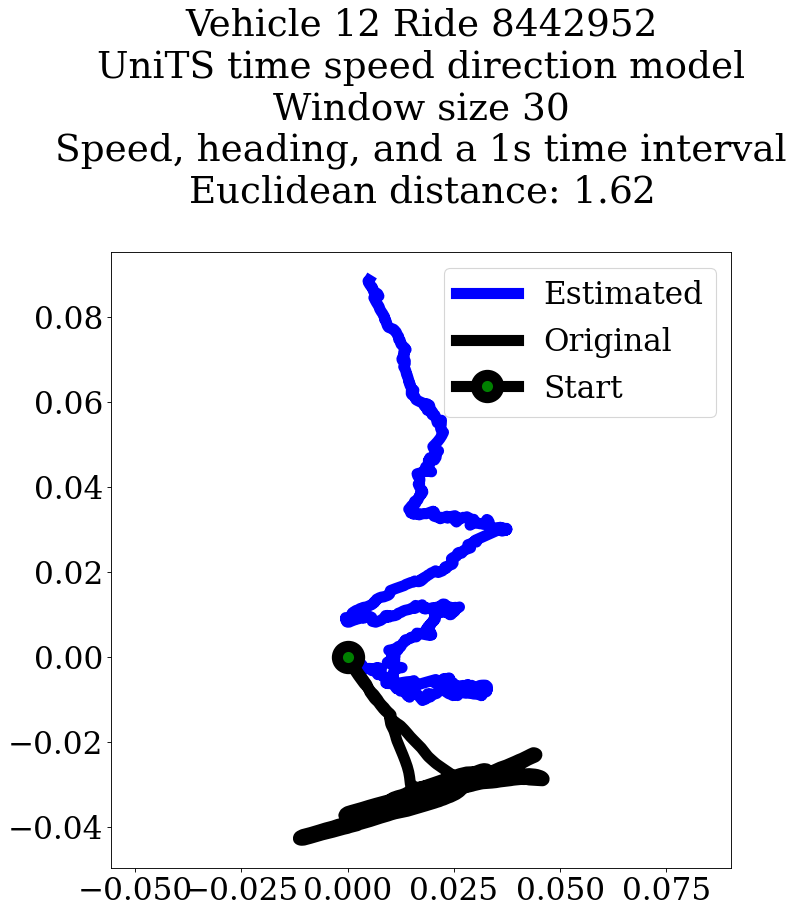 Vehicle 12 Ride 8442952
UniTS time speed direction model
Window size 30
Speed, heading, and a 1s time interval
Euclidean distance: 1.62
Estimated
Original
Start
0.08
0.06
0.04
0.02
0.00
−0.02
−0.04
−0.050 −0.025 0.000 0.025 0.050 0.075